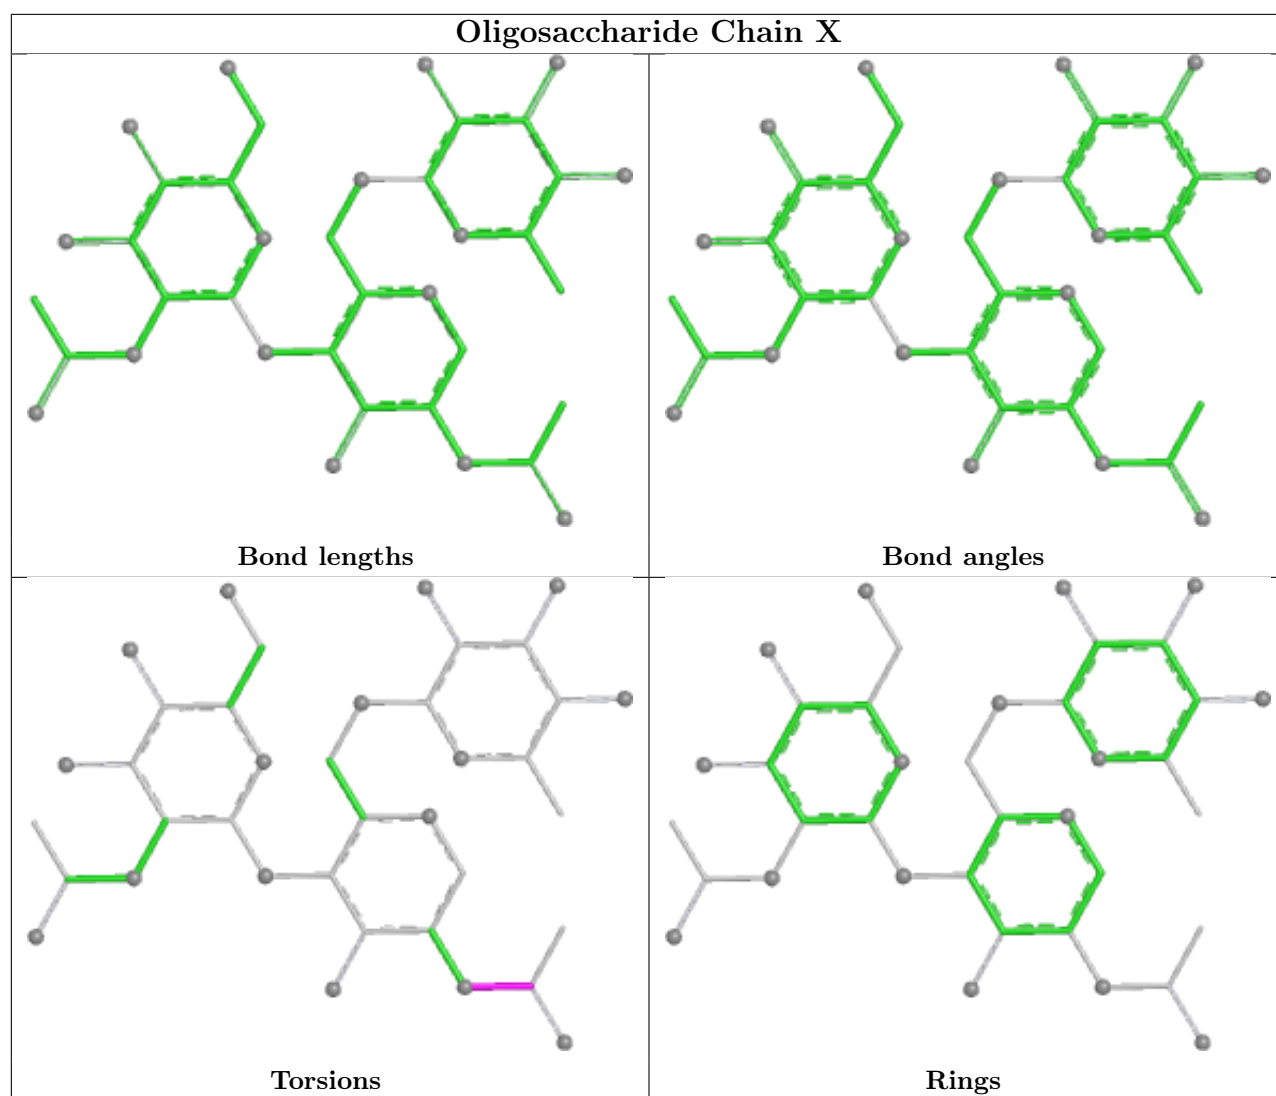 Oligosaccharide Chain X
Bond lengths
Bond angles
Torsions
Rings